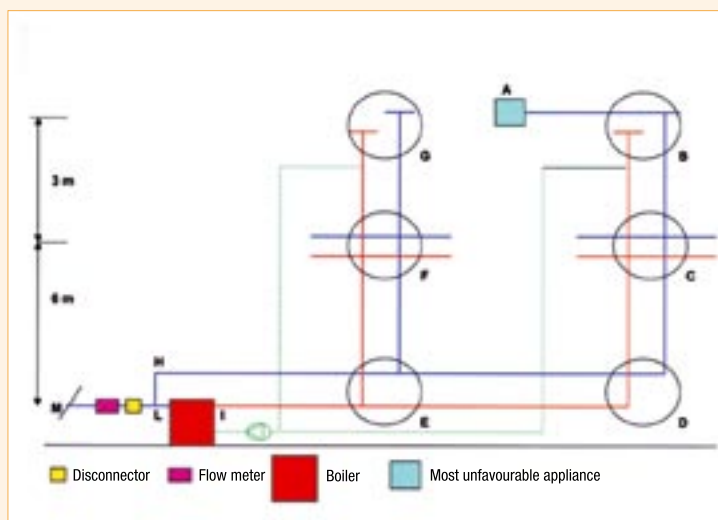 A
B
G
3 m
F
C
6 m
H
M
L
I
E
D
Disconnector
Flow meter
Boiler
Most unfavourable appliance